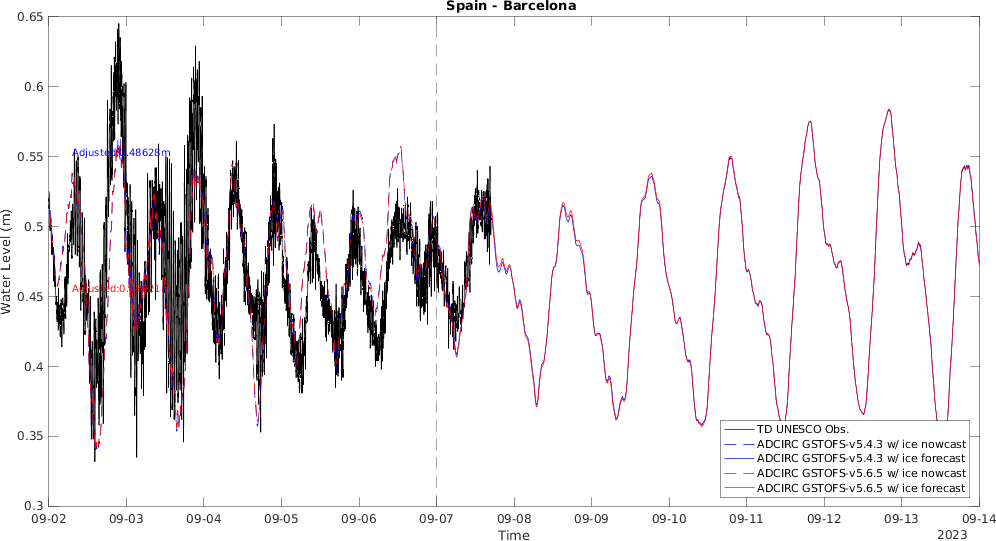 Spain - Barcelona
0.65
0.6
0.55
0.5
0.45
0.4
0.35
0.3
Water Level (m)
Adjusted:0.48628m
TD UNESCO Obs.
ADCIRC GSTOFS-v5.4.3 w/ ice nowcast
ADCIRC GSTOFS-v5.4.3 w/ ice forecast
ADCIRC GSTOFS-v5.6.5 w/ ice nowcast
ADCIRC GSTOFS-v5.6.5 w/ ice forecast
09-02 09-03 09-04 09-05 09-06 09-07 09-08 09-09 09-10 09-11 09-12 09-13 09-14
Time
2023